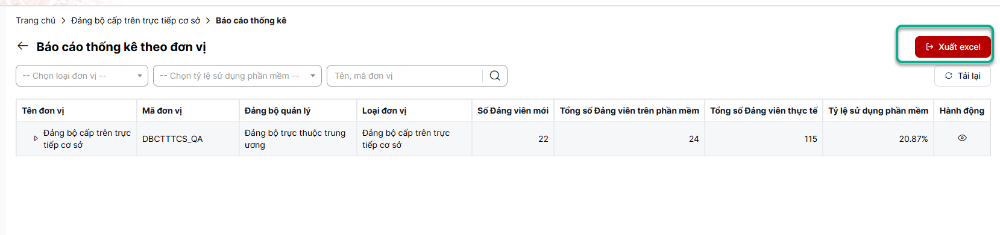 Trang chủ > Đảng bộ cấp trên trực tiếp cơ sở > Báo cáo thống kê
Báo cáo thống kê theo đơn vị
Xuất excel
-- Chọn loại đơn vị --
-- Chọn tỷ lệ sử dụng phần mềm --
Tên, mã đơn vị
Tải lại
Tên đơn vị
Mã đơn vị
Đảng bộ quản lý
Loại đơn vị
Số Đảng viên mới
Tổng số Đảng viên trên phần mềm
Tổng số Đảng viên thực tế
Tỷ lệ sử dụng phần mềm
Hành động
Đảng bộ cấp trên trực
tiếp cơ sở
DBCTTTCS_QA
Đảng bộ trực thuộc trung
ương
Đảng bộ cấp trên trực
tiếp cơ sở
22
24
115
20.87%